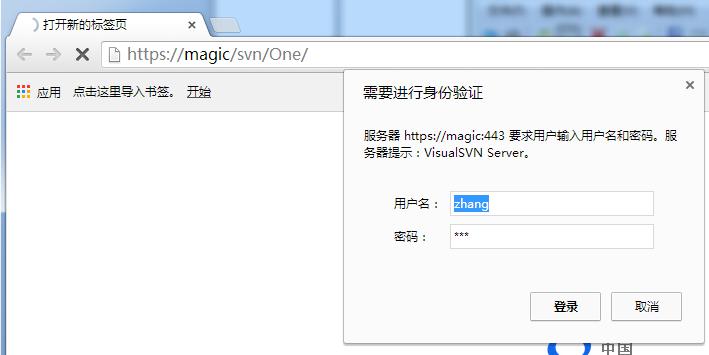 打开新的标签页
https://magic/svn/One/
应用 点击这里导入书签。 开始
需要进行身份验证
服务器 https://magic:443 要求用户输入用户名和密码。服
务器提示：VisualSVN Server。
用户名： zhang
密码： ***
登录 取消
中国